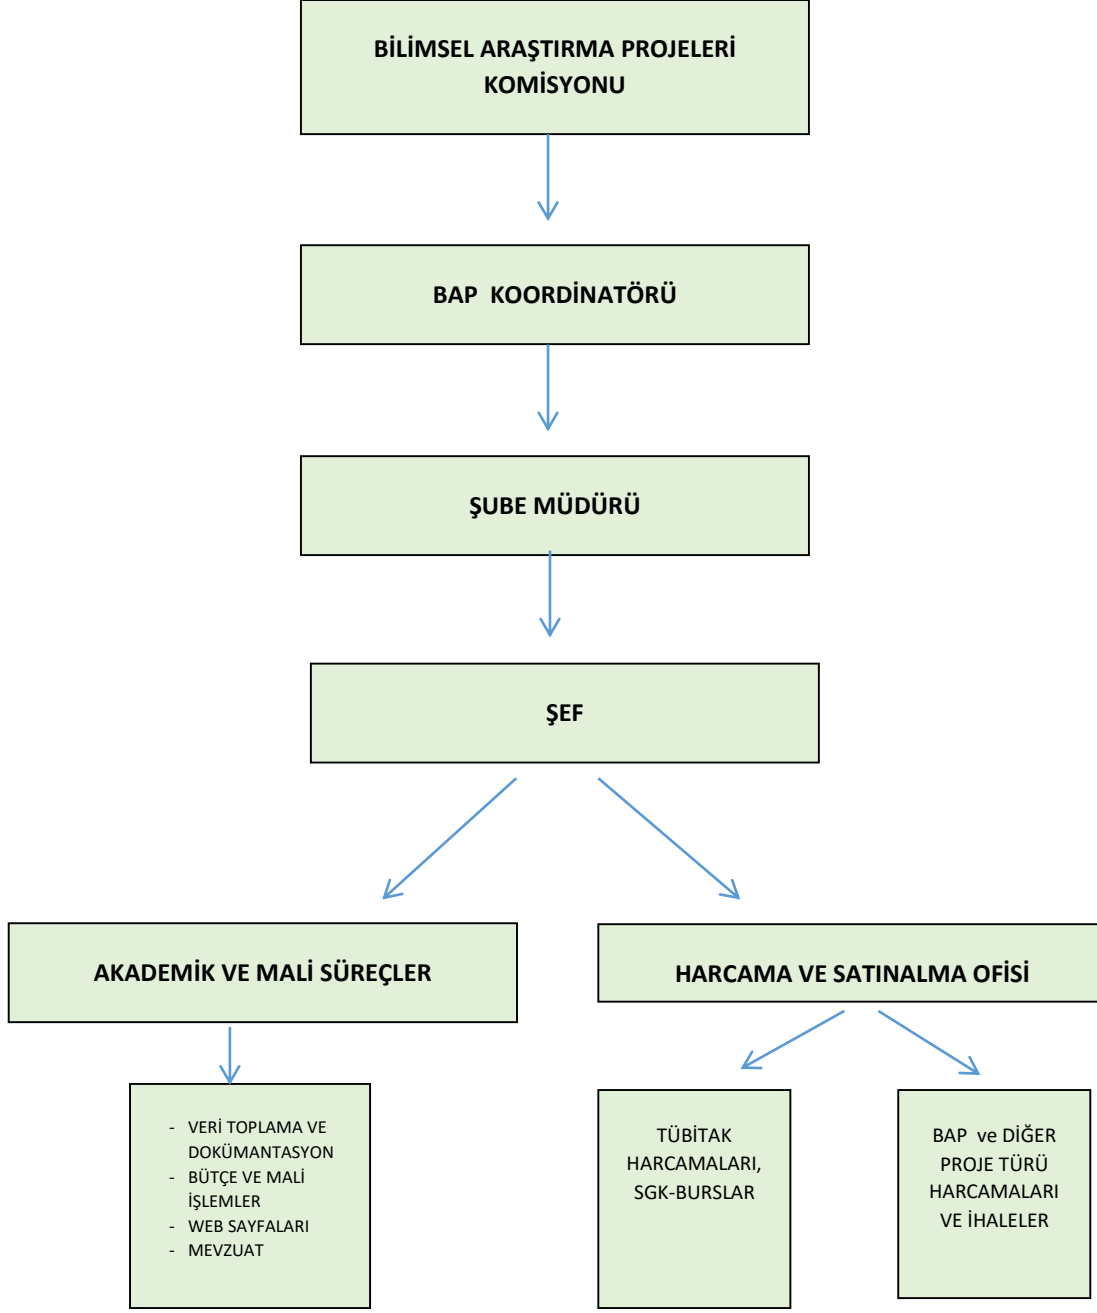 BİLİMSEL ARAŞTIRMA PROJELERİ
KOMİSYONU
BAP KOORDİNATÖRÜ
ŞUBE MÜDÜRÜ
ŞEF
AKADEMİK VE MALİ SÜREÇLER
HARCAMA VE SATINALMA OFİSİ
- VERİ TOPLAMA VE
DOKÜMANTASYON
- BÜTÇE VE MALİ
İŞLEMLER
- WEB SAYFALARI
- MEVZUAT
TÜBİTAK
HARCAMALARI,
SGK-BURSLAR
BAP ve DİĞER
PROJE TÜRÜ
HARCAMALARI
VE İHALELER